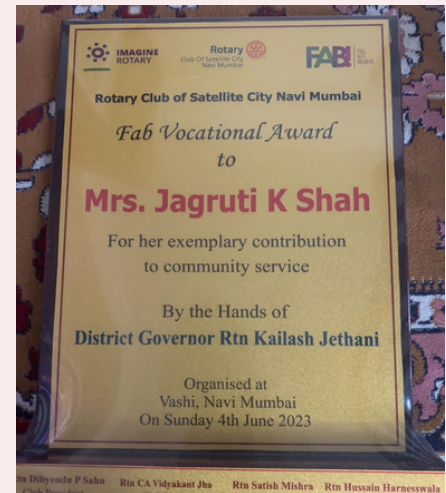 IMAGINE
ROTARY
Rotary
Club Of Satellite City
Navi Mumbai
FAB!
Rotary Club of Satellite City Navi Mumbai
Fab Vocational Award
to
Mrs. Jagruti K Shah
For her exemplary contribution
to community service
By the Hands of
District Governor Rtn Kailash Jethani
Organised at
Vashi, Navi Mumbai
On Sunday 4th June 2023
Rtn Dibyendu P Sahu Rtn CA Vidyakant Jha Rtn Satish Mishra Rtn Hussain Harnesswala